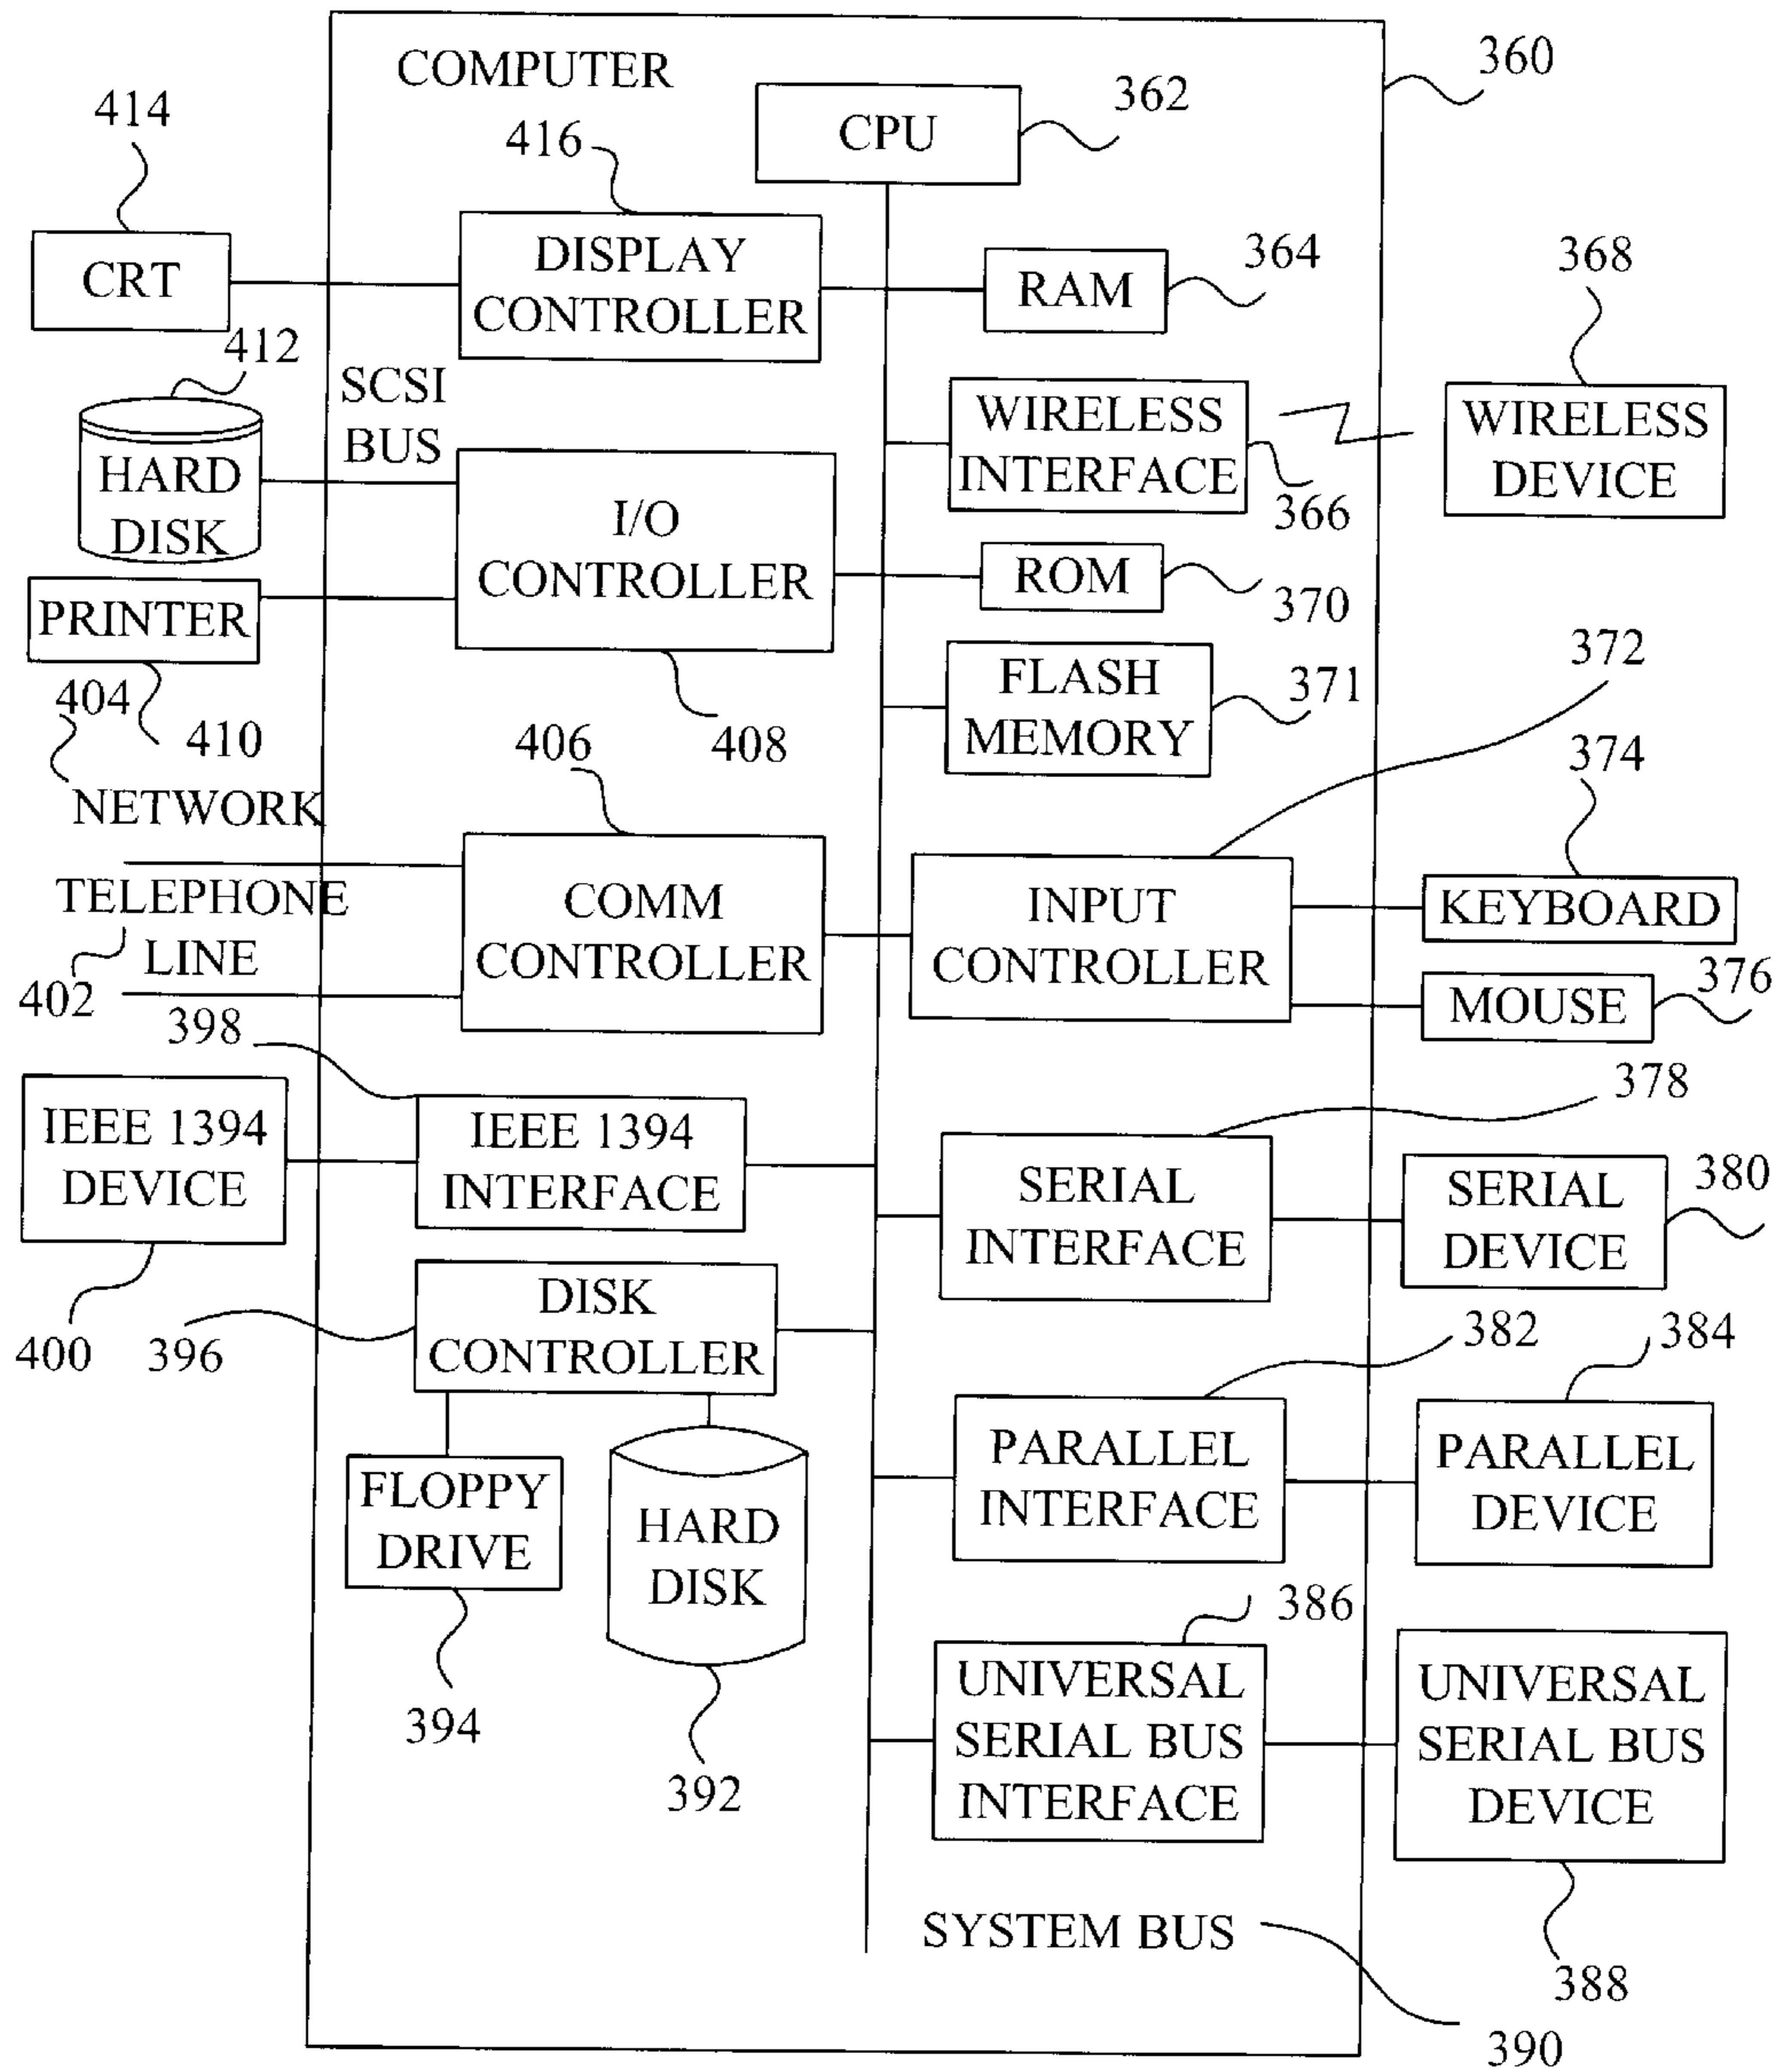 COMPUTER
360
414
416
CPU
362
CRT
DISPLAY
CONTROLLER
RAM
364
368
412
SCSI
BUS
HARD
DISK
I/O
CONTROLLER
WIRELESS
INTERFACE
366
WIRELESS
DEVICE
ROM
370
PRINTER
404
410
408
FLASH
MEMORY
371
372
NETWORK
406
374
TELEPHONE
LINE
402
COMM
CONTROLLER
INPUT
CONTROLLER
KEYBOARD
MOUSE
376
398
378
IEEE 1394
DEVICE
IEEE 1394
INTERFACE
SERIAL
INTERFACE
SERIAL
DEVICE
380
400
396
DISK
CONTROLLER
382
384
FLOPPY
DRIVE
HARD
DISK
PARALLEL
INTERFACE
PARALLEL
DEVICE
394
392
386
UNIVERSAL
SERIAL BUS
INTERFACE
UNIVERSAL
SERIAL BUS
DEVICE
SYSTEM BUS
388
390